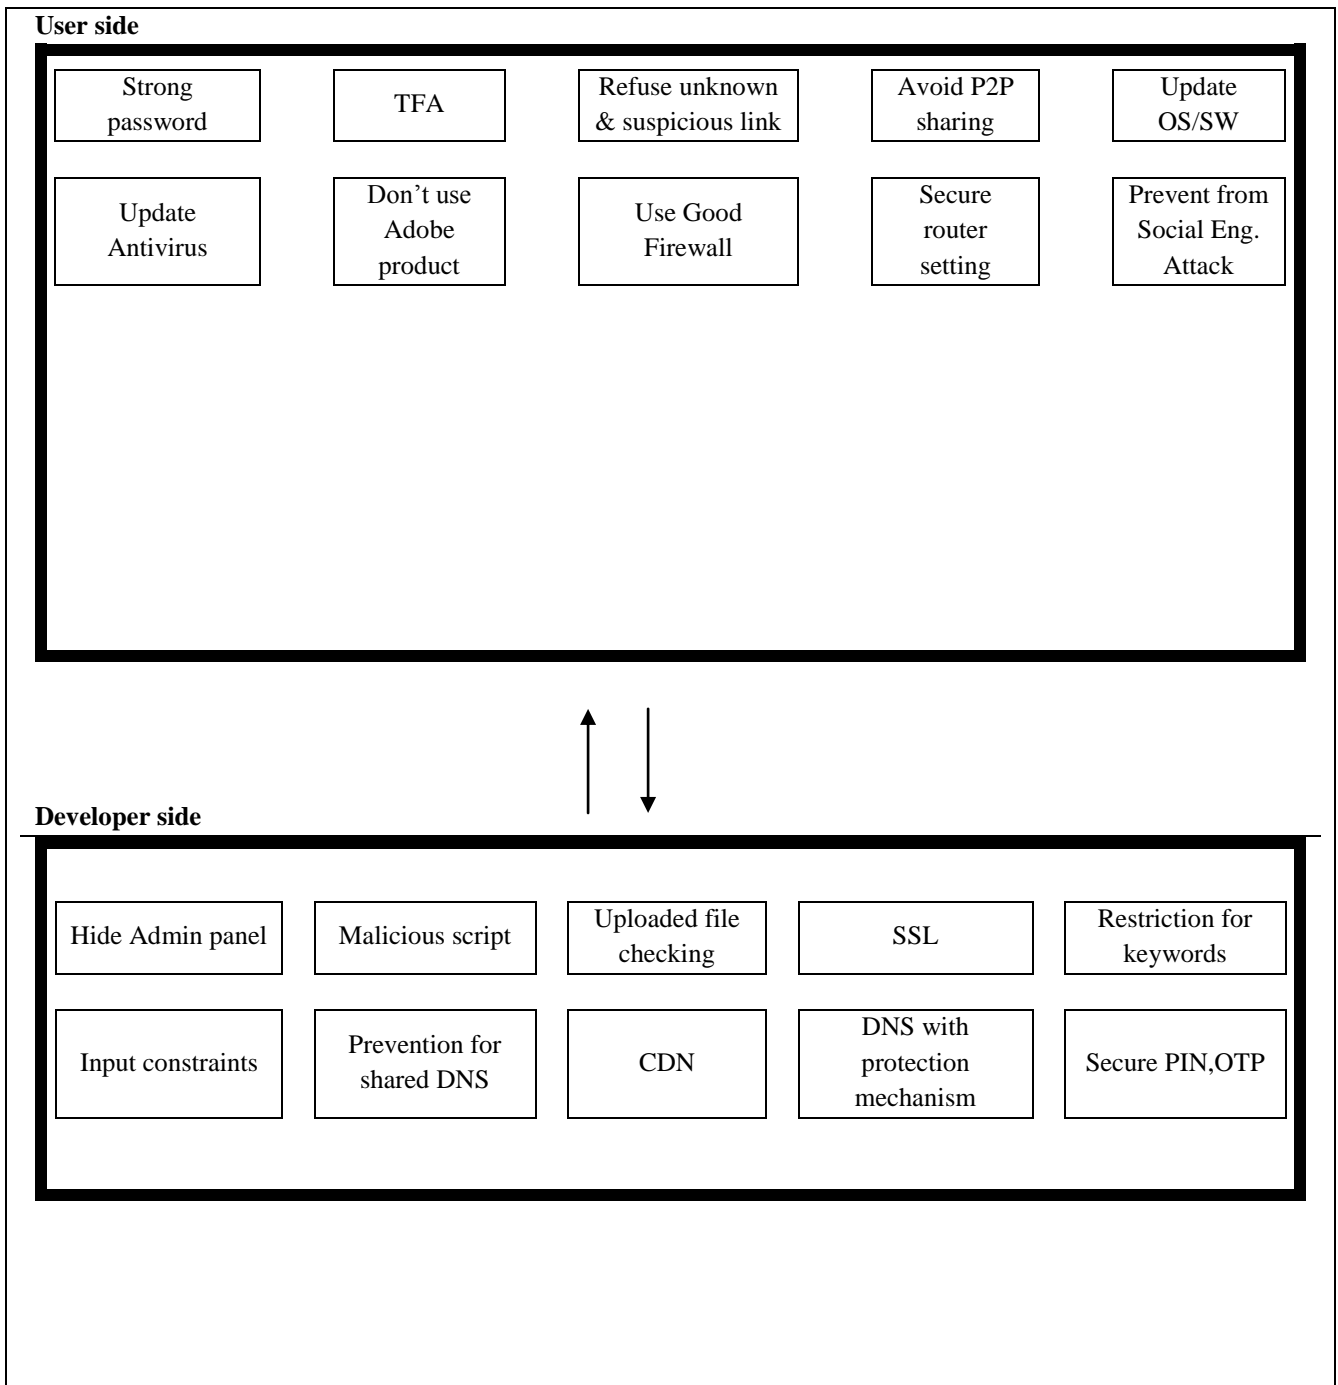 User side
Strong
password
TFA
Refuse unknown
& suspicious link
Avoid P2P
sharing
Update
OS/SW
Update
Antivirus
Don’t use
Adobe
product
Use Good
Firewall
Secure
router
setting
Prevent from
Social Eng.
Attack
Developer side
Hide Admin panel
Malicious script
Uploaded file
checking
SSL
Restriction for
keywords
Input constraints
Prevention for
shared DNS
CDN
DNS with
protection
mechanism
Secure PIN,OTP